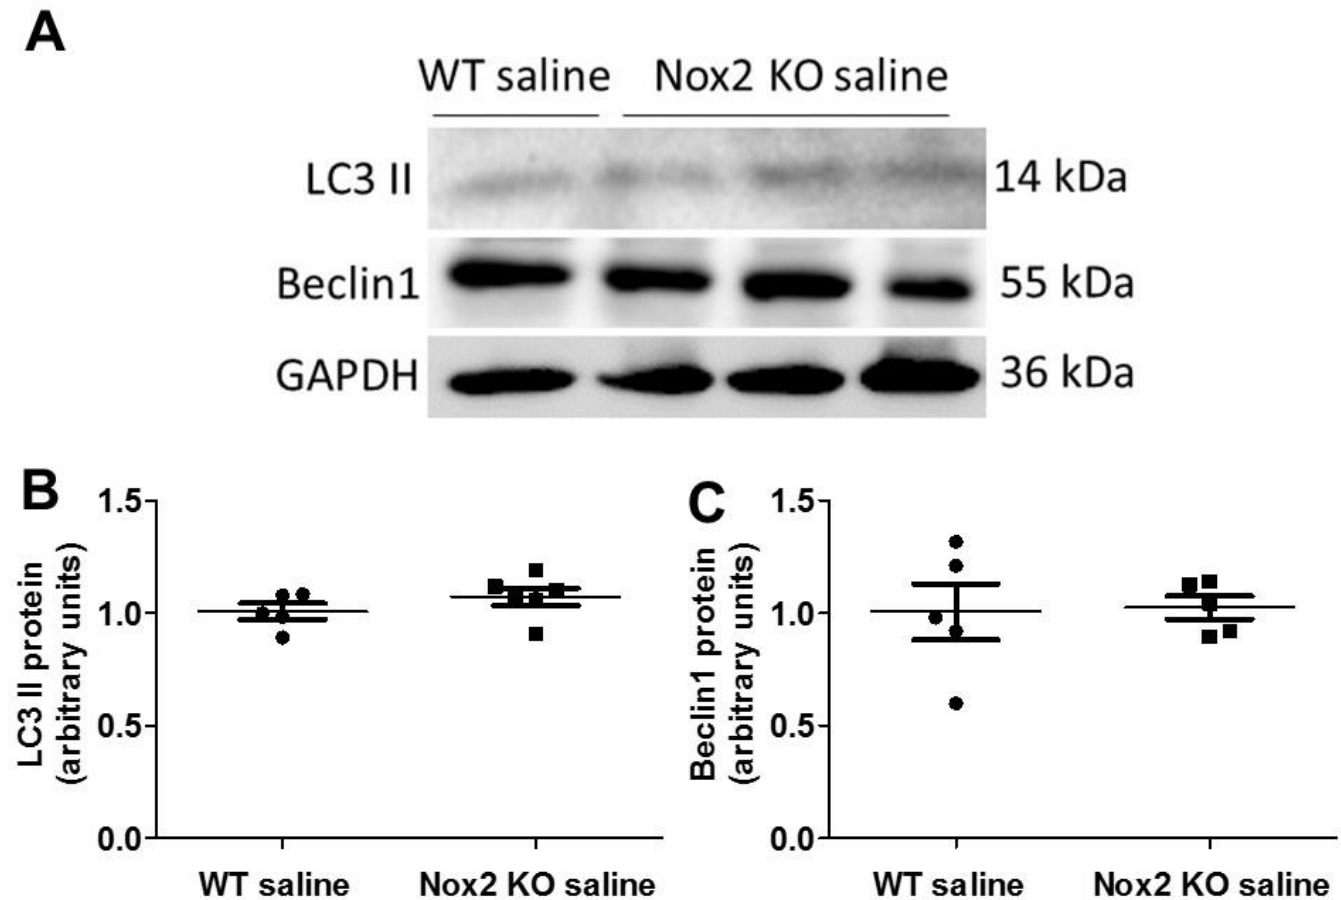 A
WT saline Nox2 KO saline
LC3 II 14 kDa
Beclin1 55 kDa
GAPDH 36 kDa
B
LC3 II protein
(arbitrary units)
1.5
1.0
0.5
0.0
WT saline Nox2 KO saline
C
Beclin1 protein
(arbitrary units)
1.5
1.0
0.5
0.0
WT saline Nox2 KO saline